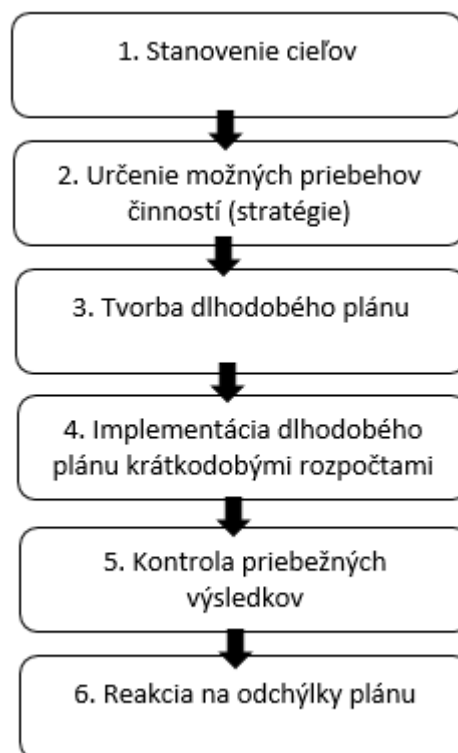 1. Stanovenie cieľov
2. Určenie možných priebehov
činností (stratégie)
3. Tvorba dlhodobého plánu
4. Implementácia dlhodobého
plánu krátkodobými rozpočtami
5. Kontrola priebežných
výsledkov
6. Reakcia na odchýlky plánu